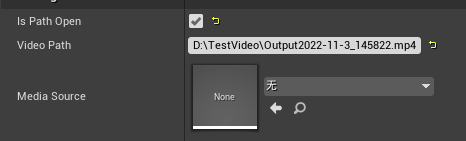 Is Path Open
Video Path D:\TestVideo\Output2022-11-3_145822.mp4
Media Source None 无